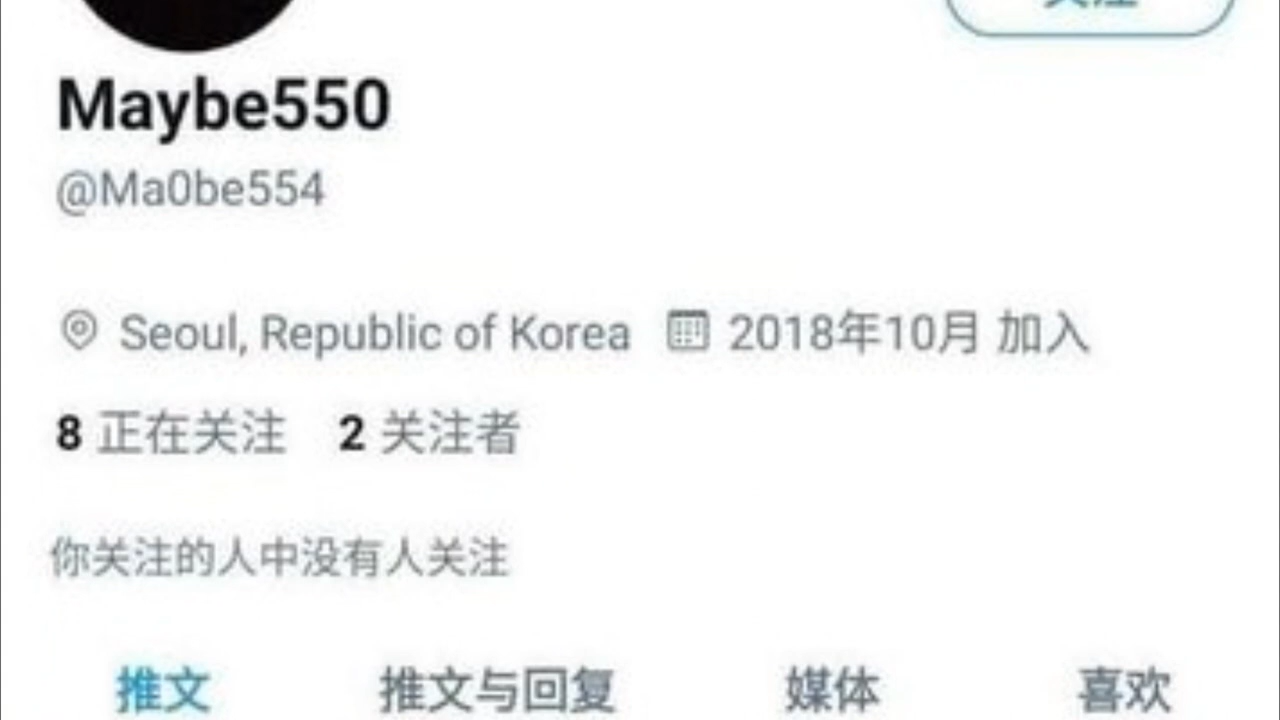 关注
Maybe550
@Ma0be554
Seoul, Republic of Korea 2018年10月 加入
8 正在关注 2 关注者
你关注的人中没有人关注
推文 推文与回复 媒体 喜欢